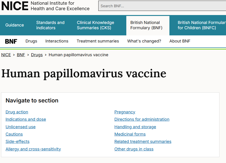 NICE National Institute for
Health and Care Excellence
Search BNF...
Guidance
Standards and
Indicators
Clinical Knowledge
Summaries (CKS)
British National
Formulary (BNF)
British National Formulary
for Children (BNFC)
BNF Drugs Interactions Treatment summaries What's changed? About BNF
NICE > BNF > Drugs > Human papillomavirus vaccine
Human papillomavirus vaccine
Navigate to section
Drug action
Indications and dose
Unlicensed use
Cautions
Side-effects
Allergy and cross-sensitivity
Pregnancy
Directions for administration
Handling and storage
Medicinal forms
Related treatment summaries
Other drugs in class